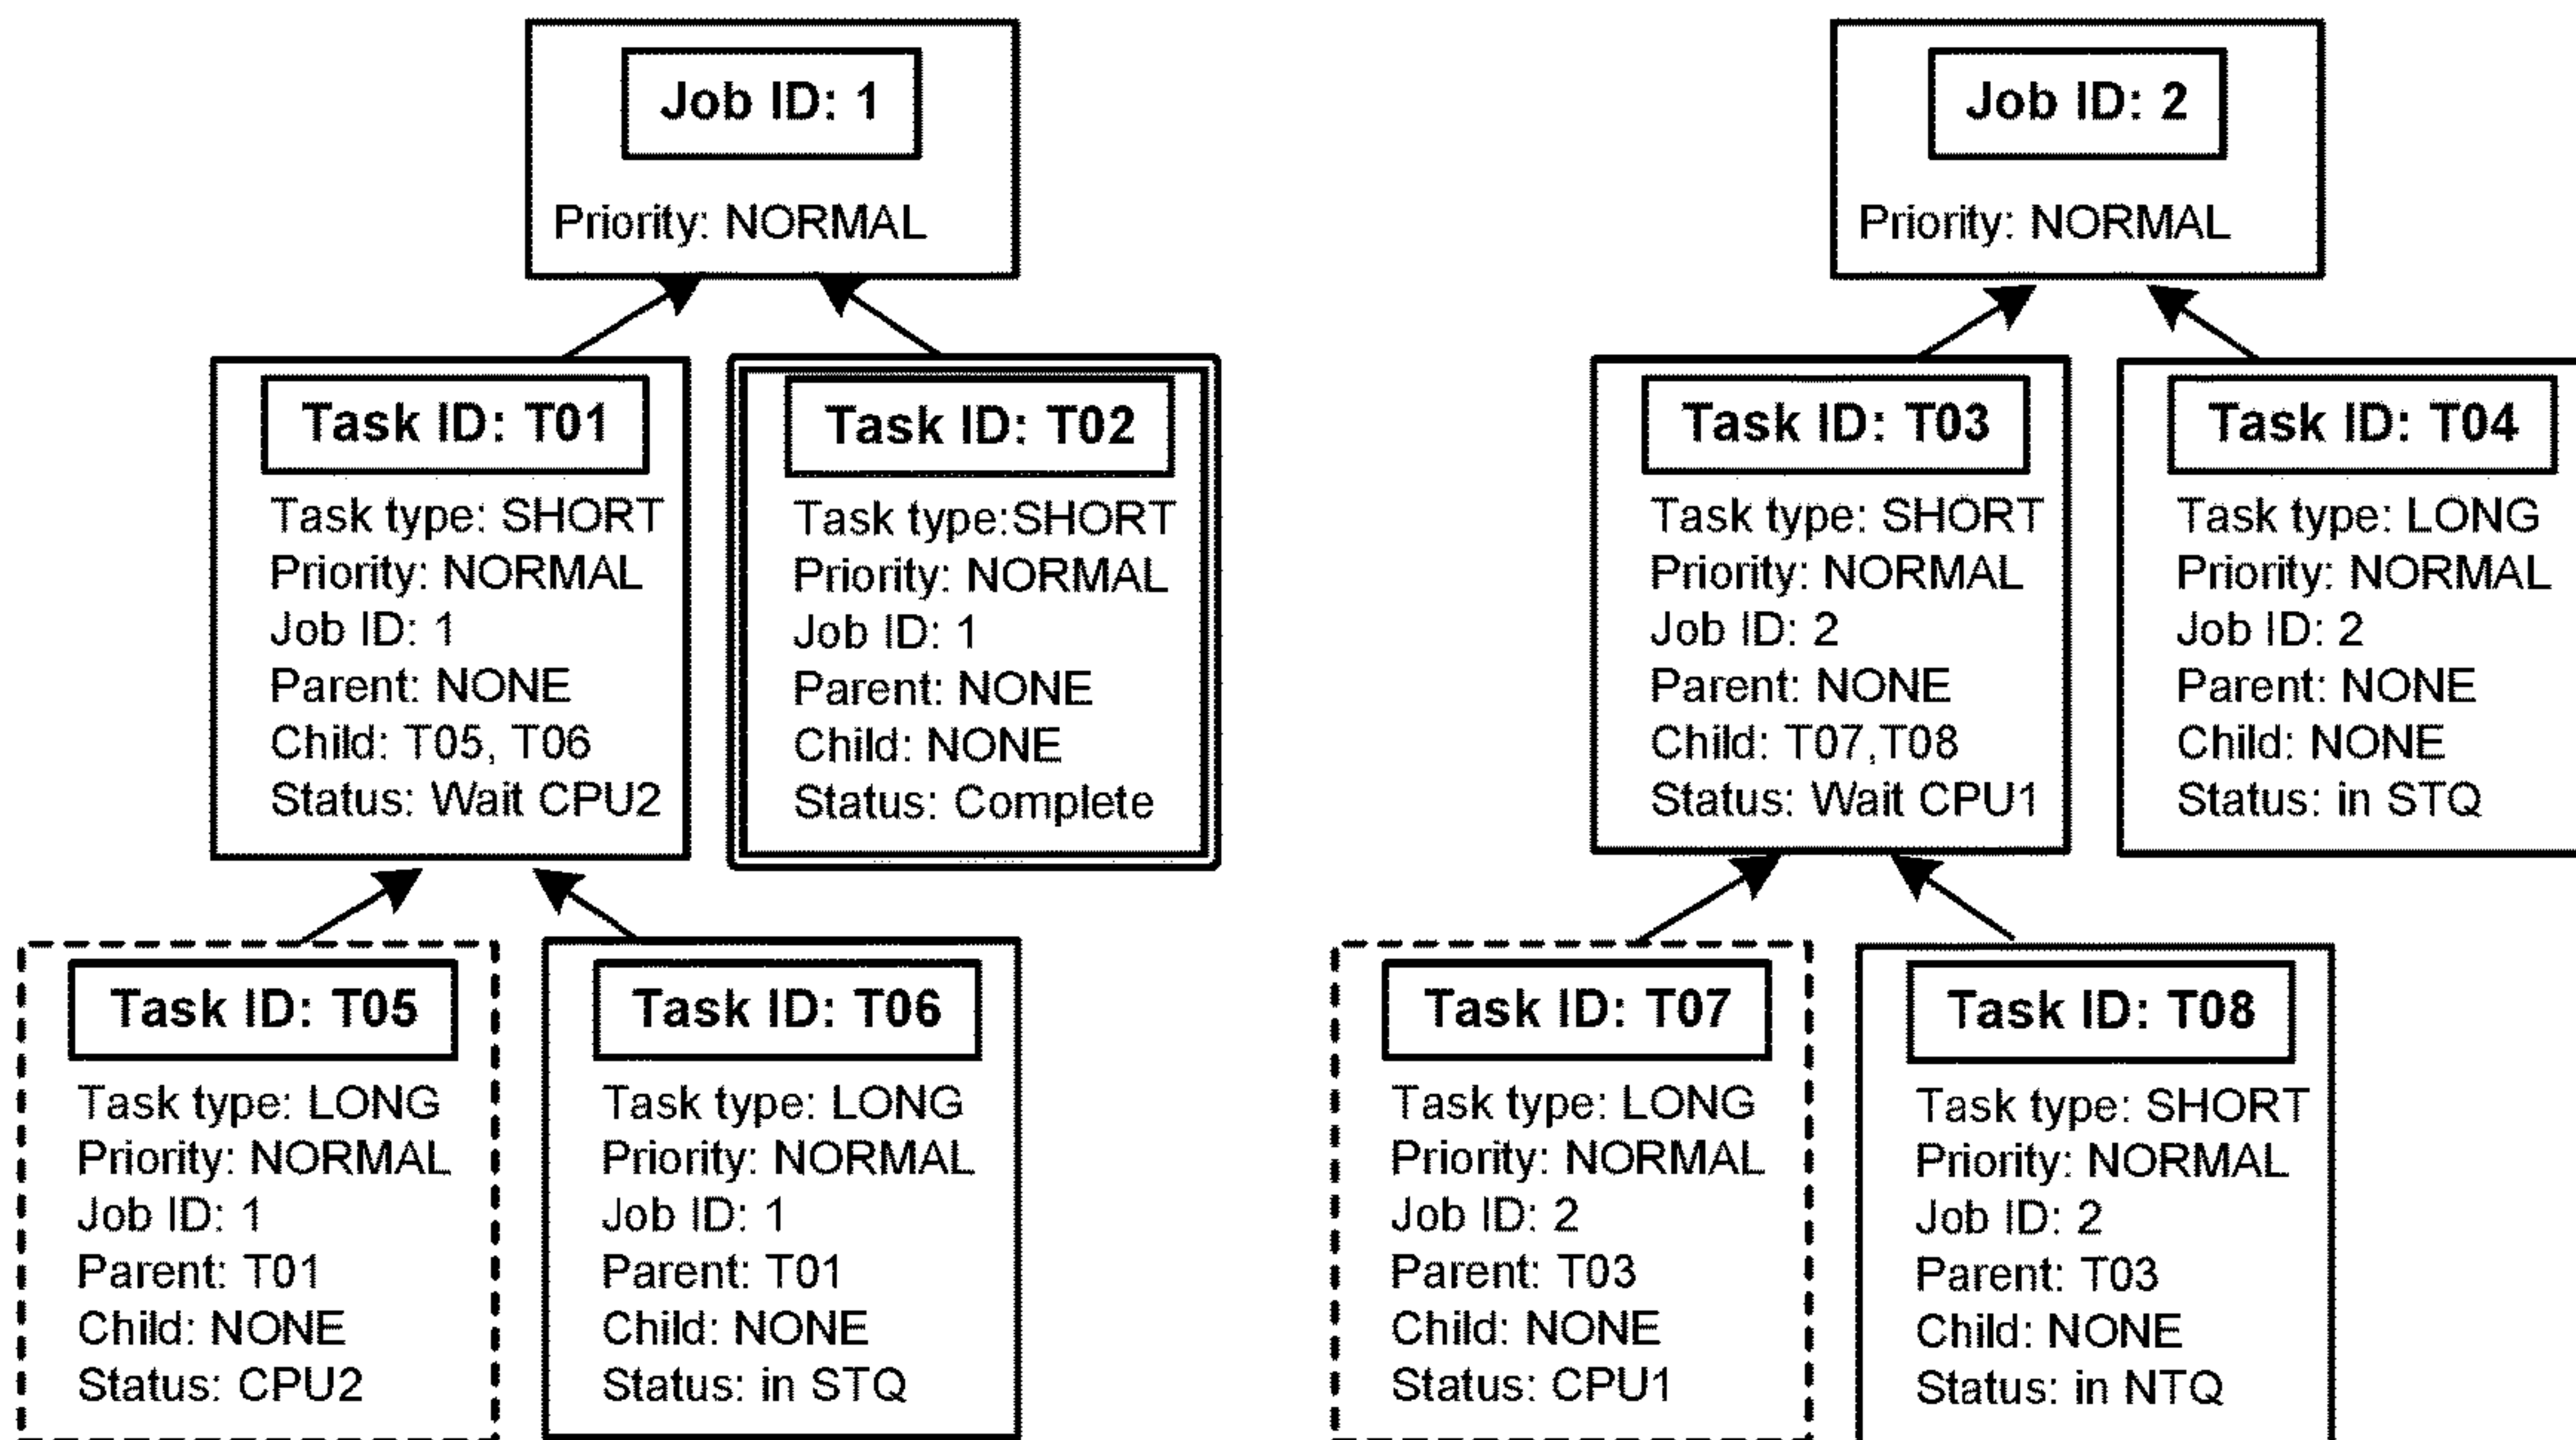 Job ID: 1
Priority: NORMAL
Job ID: 2
Priority: NORMAL
Task ID: T01
Task type: SHORT
Priority: NORMAL
Job ID: 1
Parent: NONE
Child: T05, T06
Status: Wait CPU2
Task ID: T02
Task type:SHORT
Priority: NORMAL
Job ID: 1
Parent: NONE
Child: NONE
Status: Complete
Task ID: T03
Task type: SHORT
Priority: NORMAL
Job ID: 2
Parent: NONE
Child: T07,T08
Status: Wait CPU1
Task ID: T04
Task type: LONG
Priority: NORMAL
Job ID: 2
Parent: NONE
Child: NONE
Status: in STQ
Task ID: T05
Task type: LONG
Priority: NORMAL
Job ID: 1
Parent: T01
Child: NONE
Status: CPU2
Task ID: T06
Task type: LONG
Priority: NORMAL
Job ID: 1
Parent: T01
Child: NONE
Status: in STQ
Task ID: T07
Task type: LONG
Priority: NORMAL
Job ID: 2
Parent: T03
Child: NONE
Status: CPU1
Task ID: T08
Task type: SHORT
Priority: NORMAL
Job ID: 2
Parent: T03
Child: NONE
Status: in NTQ